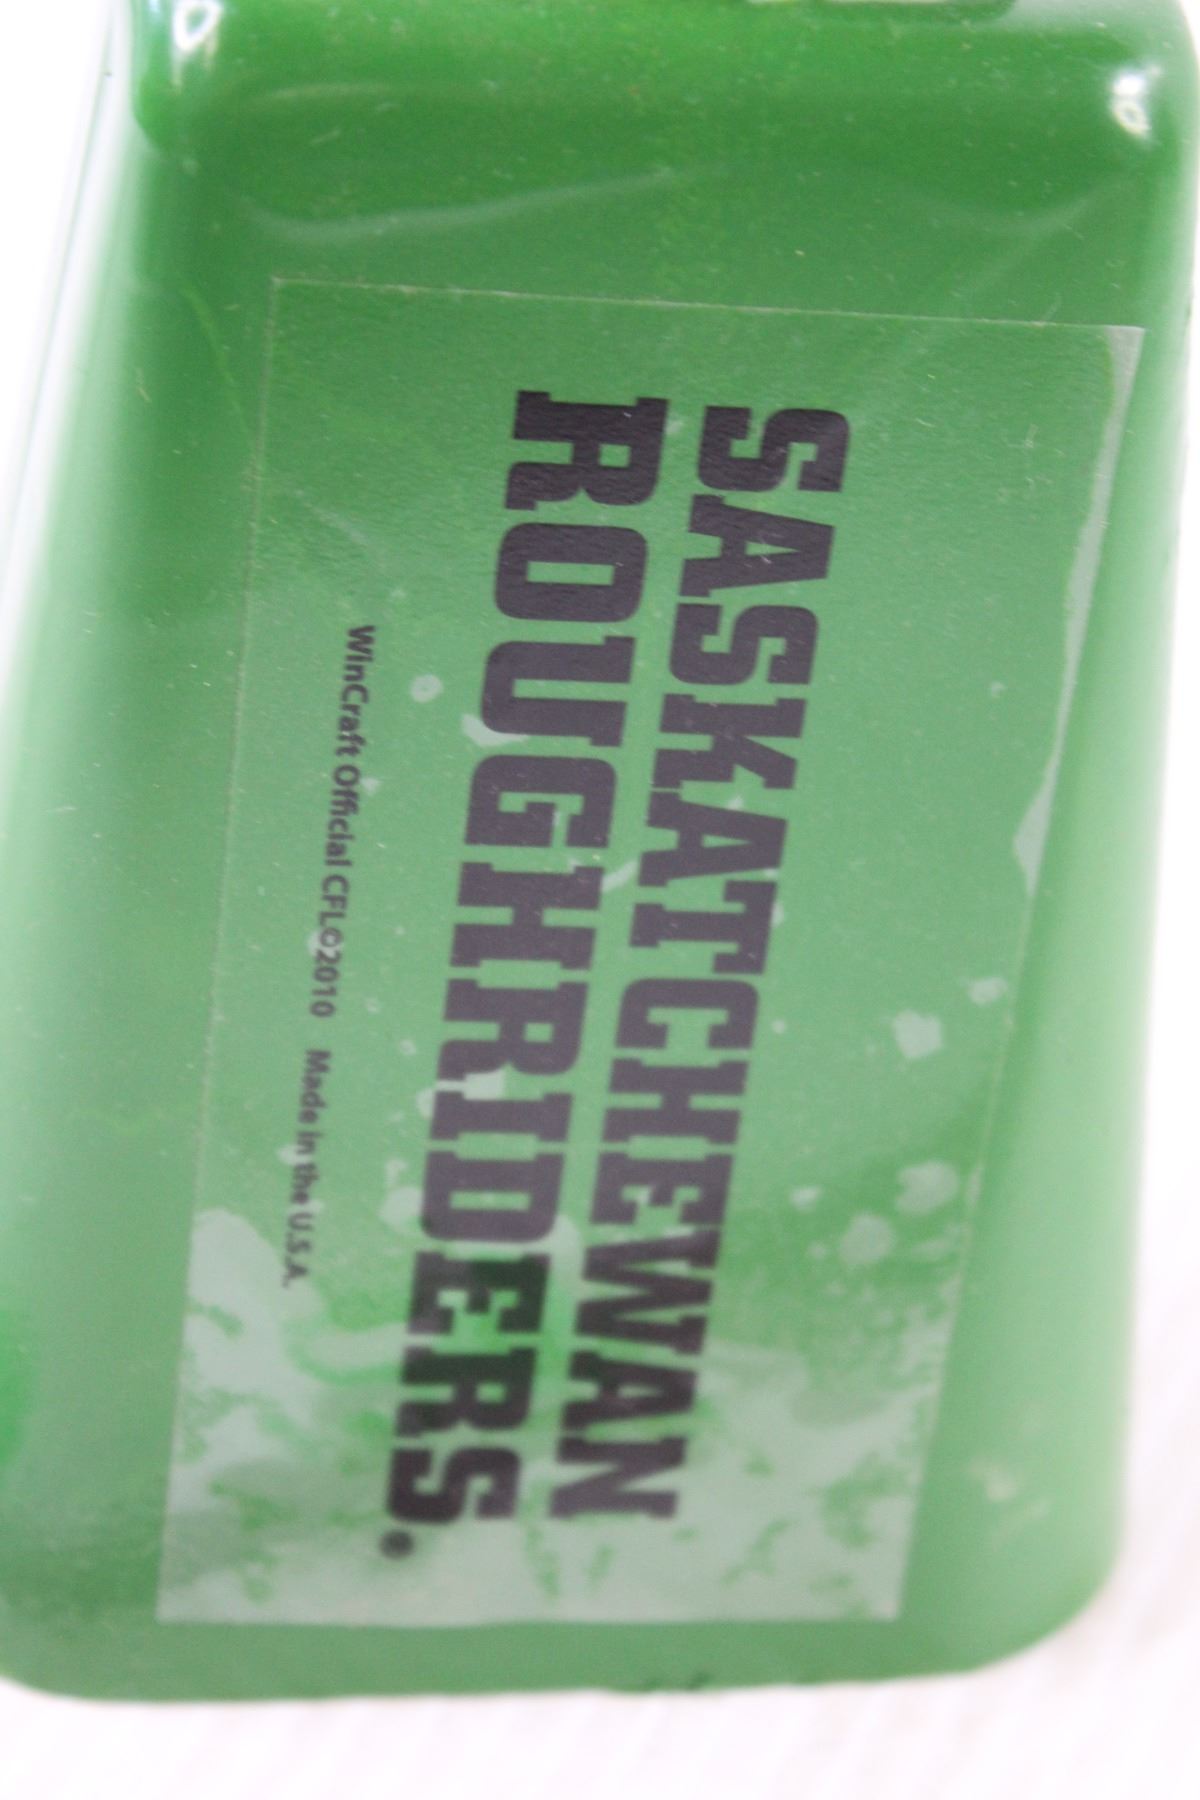 SASKATCHEWAN
ROUGHRIDERS®
WinCraft Official CFL©2010 Made in the U.S.A.